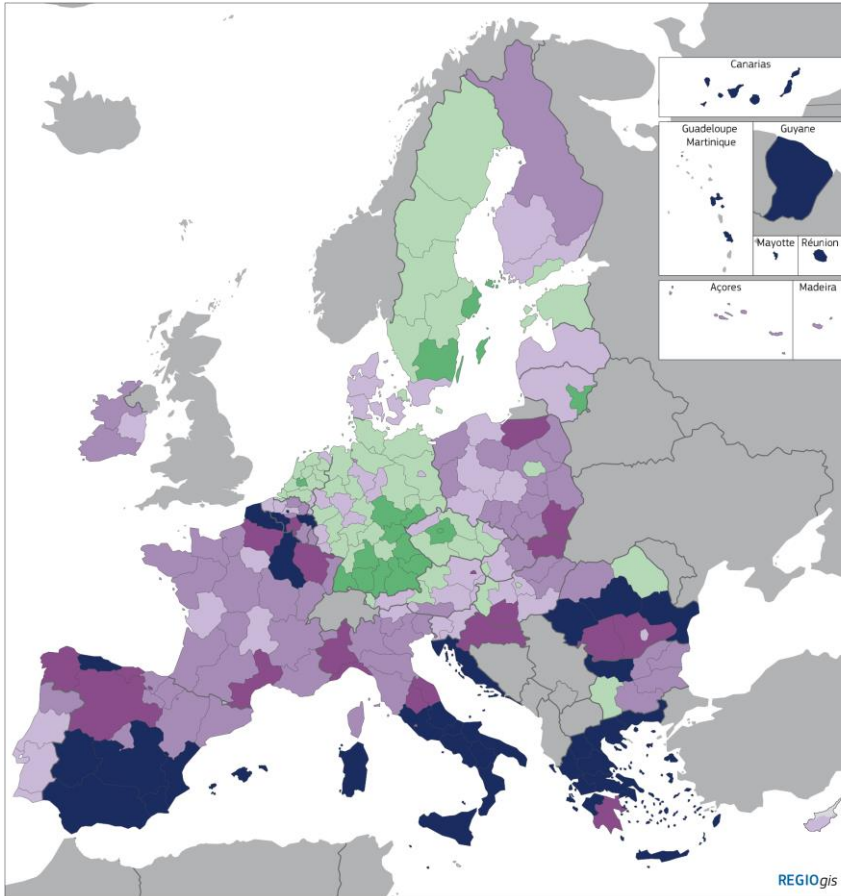 Canarias
Guadeloupe
Martinique
Guyane
Mayotte
Réunion
Açores
Madeira
REGIOgis